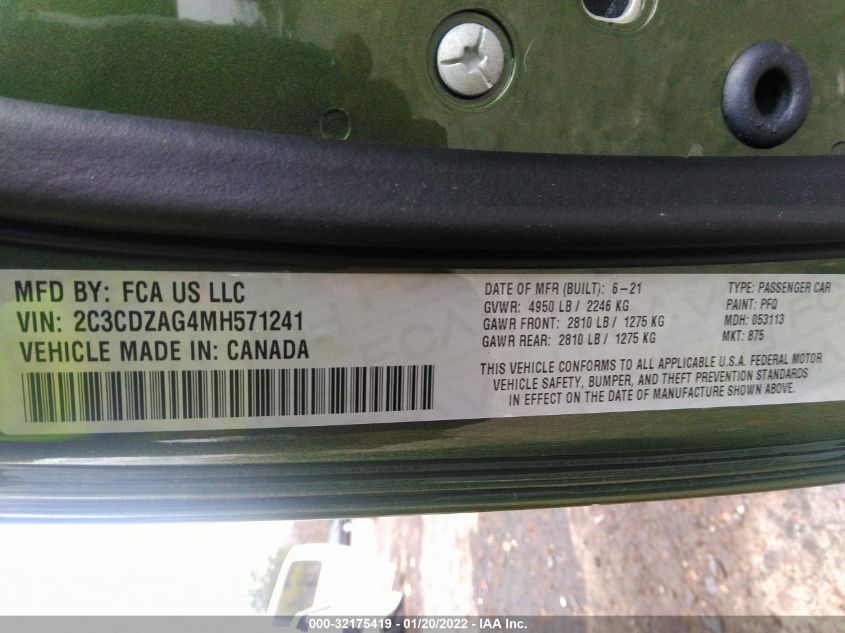 MFD BY: FCA US LLC
VIN: 2C3CDZAG4MH571241
VEHICLE MADE IN: CANADA
DATE OF MFR (BUILT): 6-21
GVWR: 4950 LB / 2246 KG
GAWR FRONT: 2810 LB / 1275 KG
GAWR REAR: 2810 LB / 1275 KG
TYPE: PASSENGER CAR
PAINT: PFQ
MDH: 053113
MKT: 875
THIS VEHICLE CONFORMS TO ALL APPLICABLE U.S.A. FEDERAL MOTOR
VEHICLE SAFETY, BUMPER, AND THEFT PREVENTION STANDARDS
IN EFFECT ON THE DATE OF MANUFACTURE SHOWN ABOVE.
000-32175419 - 01/20/2022 - IAA Inc.